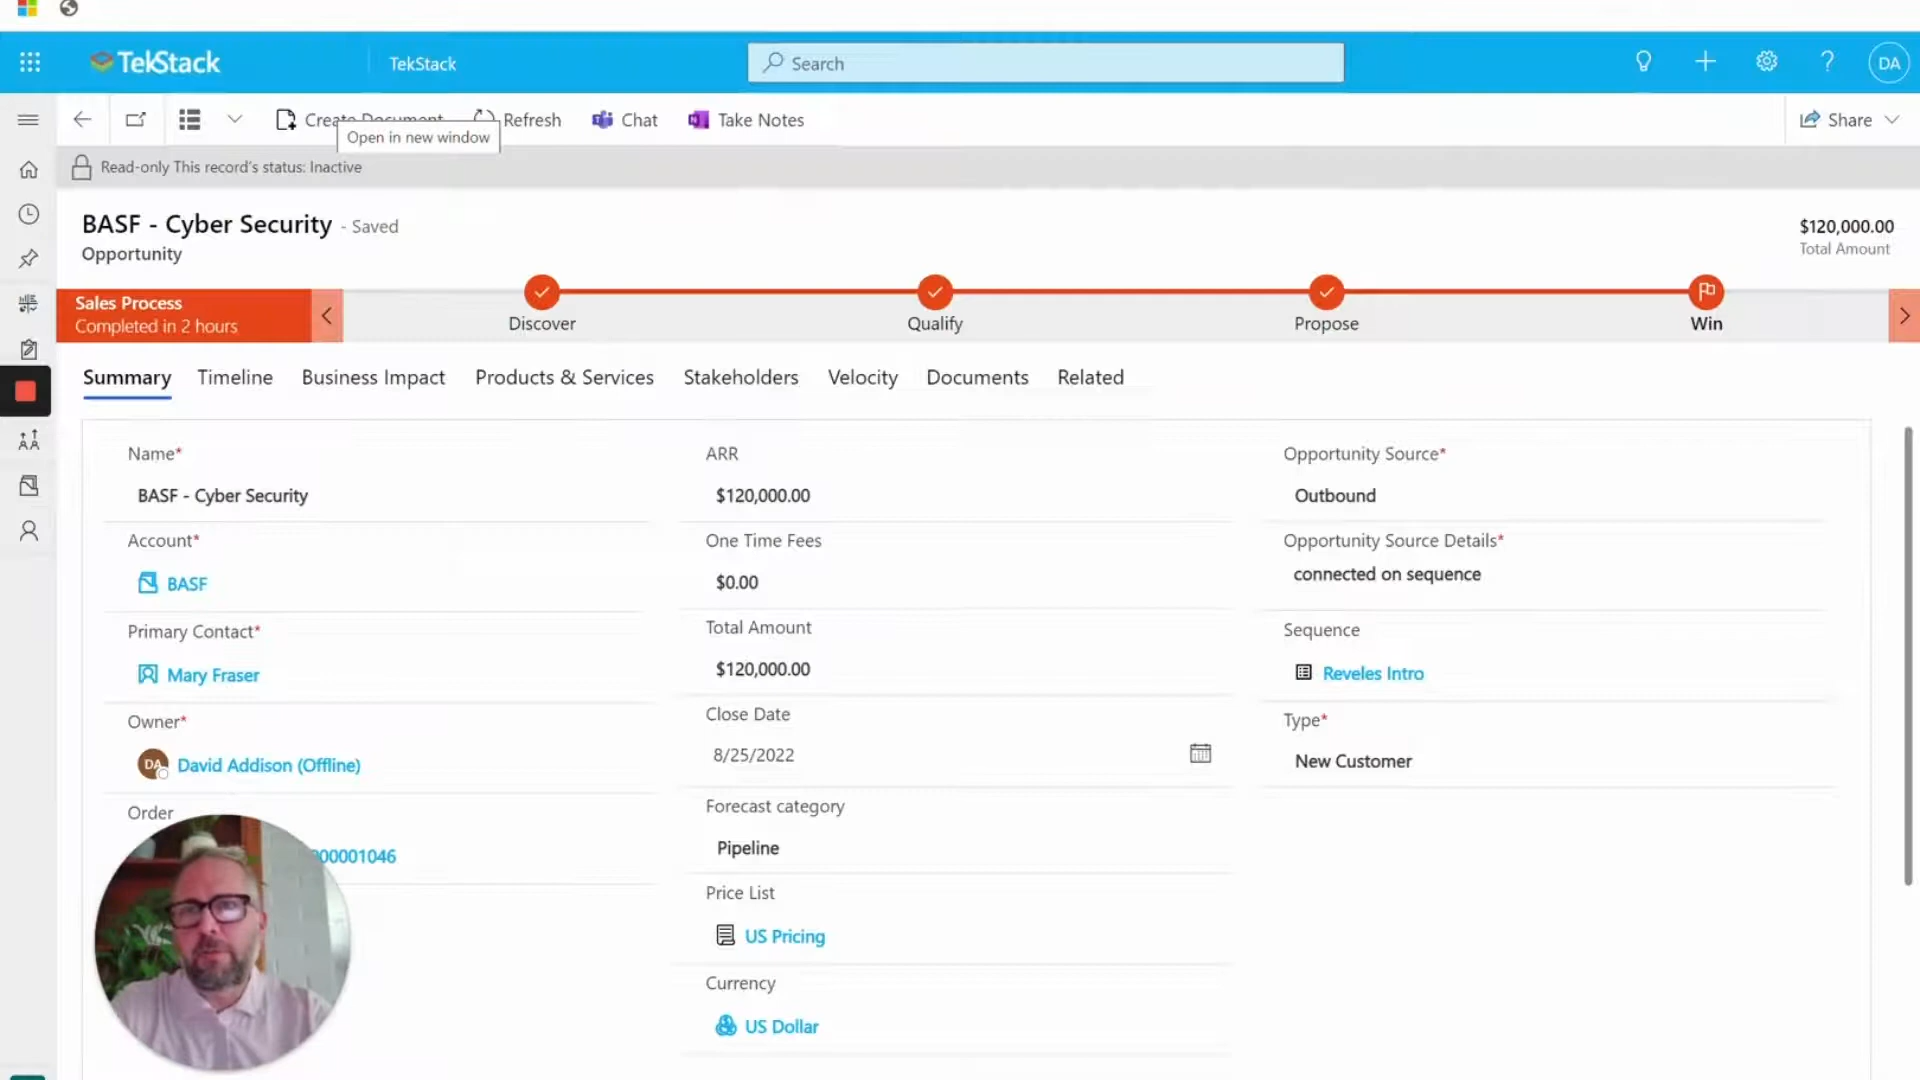 TekStack
TekStack
Search
DA
Create Document
Refresh
Chat
Take Notes
Share
Open in new window
Read-only This record's status: Inactive
BASF - Cyber Security - Saved
Opportunity
$120,000.00
Total Amount
Sales Process
Completed in 2 hours
Discover
Qualify
Propose
Win
Summary
Timeline
Business Impact
Products & Services
Stakeholders
Velocity
Documents
Related
Name*
BASF - Cyber Security
Account*
BASF
Primary Contact*
Mary Fraser
Owner*
DA
David Addison (Offline)
Order
000001046
ARR
$120,000.00
One Time Fees
$0.00
Total Amount
$120,000.00
Close Date
8/25/2022
Forecast category
Pipeline
Price List
US Pricing
Currency
US Dollar
Opportunity Source*
Outbound
Opportunity Source Details*
connected on sequence
Sequence
Reveles Intro
Type*
New Customer